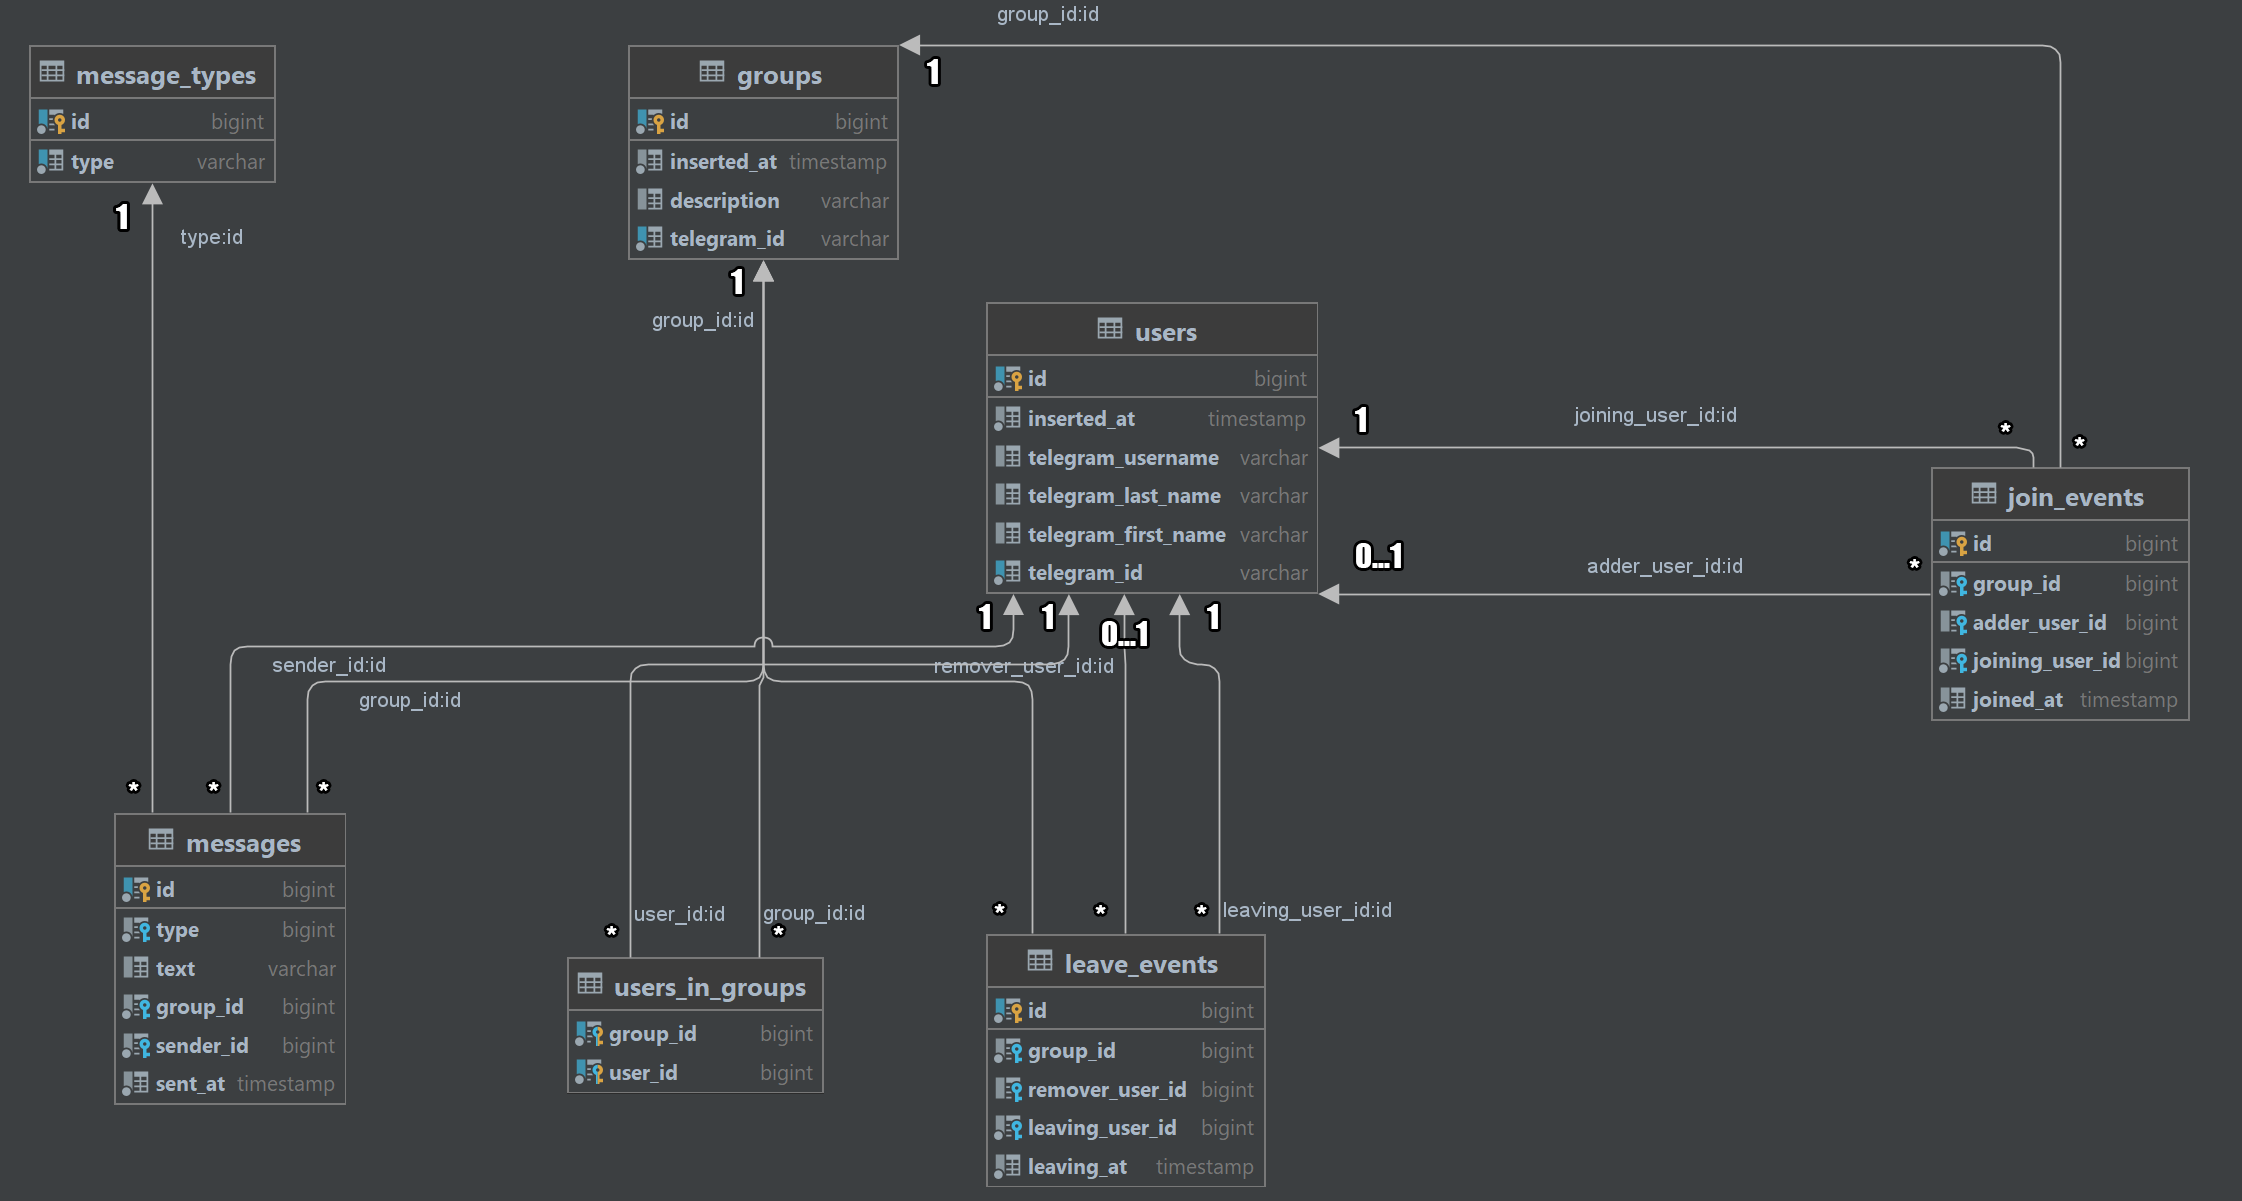 group_id:id
1
message_types
id bigint
type varchar
1
type:id
groups
id bigint
inserted_at timestamp
description varchar
telegram_id varchar
1
group_id:id
users
id bigint
inserted_at timestamp
telegram_username varchar
telegram_last_name varchar
telegram_first_name varchar
telegram_id varchar
1
joining_user_id:id
*
*
0...1
adder_user_id:id
*
join_events
id bigint
group_id bigint
adder_user_id bigint
joining_user_id bigint
joined_at timestamp
1
1
0...1
1
sender_id:id
remover_user_id:id
group_id:id
*
*
*
messages
id bigint
type bigint
text varchar
group_id bigint
sender_id bigint
sent_at timestamp
user_id:id
group_id:id
*
*
users_in_groups
group_id bigint
user_id bigint
*
*
*
leaving_user_id:id
leave_events
id bigint
group_id bigint
remover_user_id bigint
leaving_user_id bigint
leaving_at timestamp